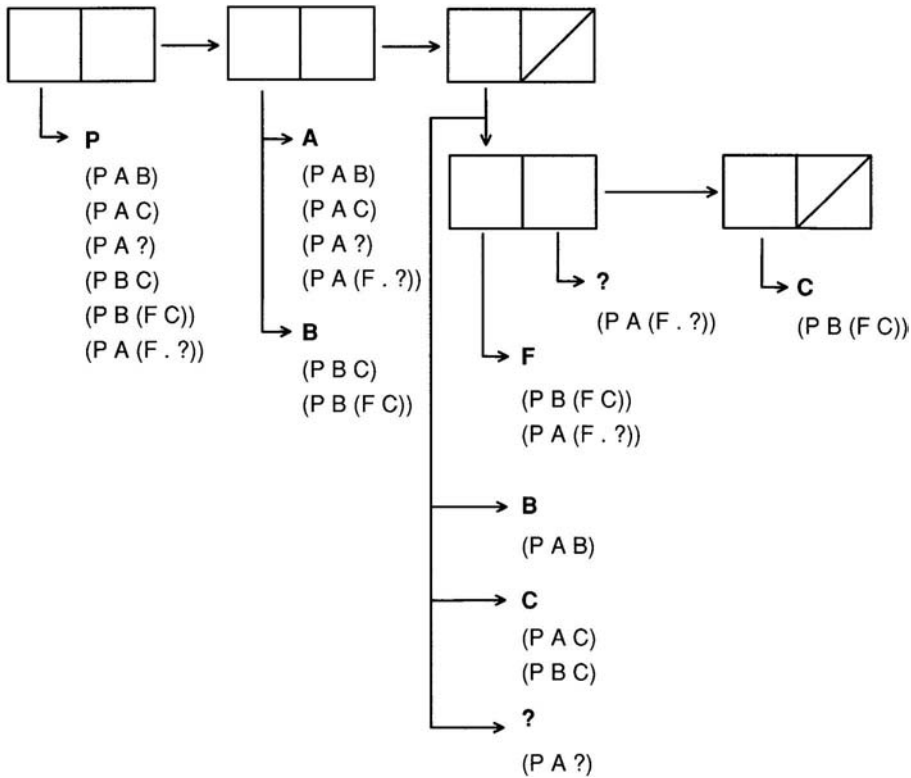 P
(P A B)
(P A C)
(P A ?)
(P B C)
(P B (F C))
(P A (F . ?))
A
(P A B)
(P A C)
(P A ?)
(P A (F . ?))
B
(P B C)
(P B (F C))
?
(P A (F . ?))
C
(P B (F C))
F
(P B (F C))
(P A (F . ?))
B
(P A B)
C
(P A C)
(P B C)
?
(P A ?)